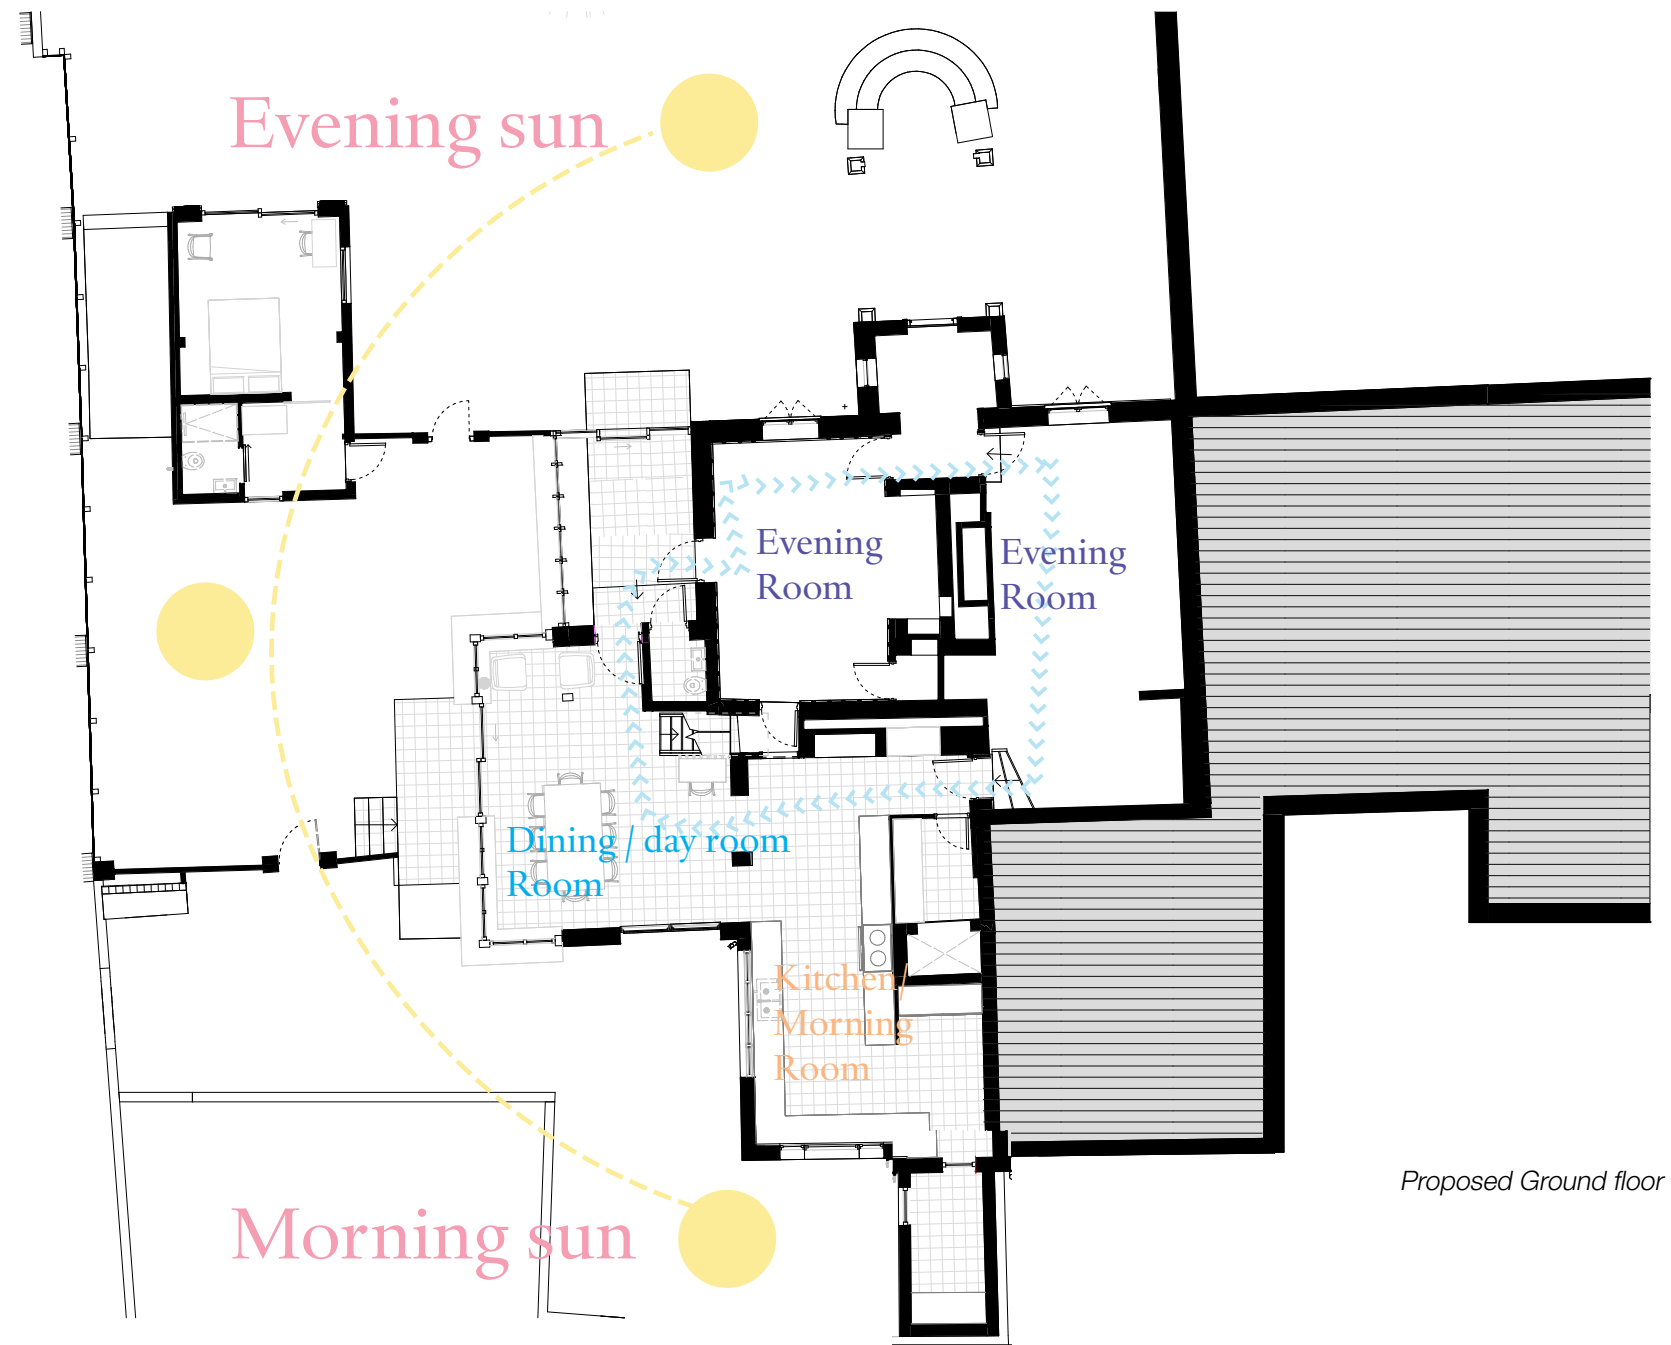 Evening sun
Evening
Room
Evening
Room
Dining / day room
Room
Kitchen/
Morning
Room
Proposed Ground floor
Morning sun